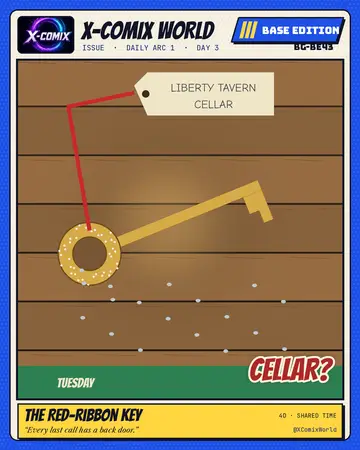 X-COMIX
X-COMIX WORLD
ISSUE · DAILY ARC 1 · DAY 3
BASE EDITION
BG-BE43
LIBERTY TAVERN
CELLAR
CELLAR?
TUESDAY
THE RED-RIBBON KEY
"Every last call has a back door."
4D · SHARED TIME
@XComixWorld